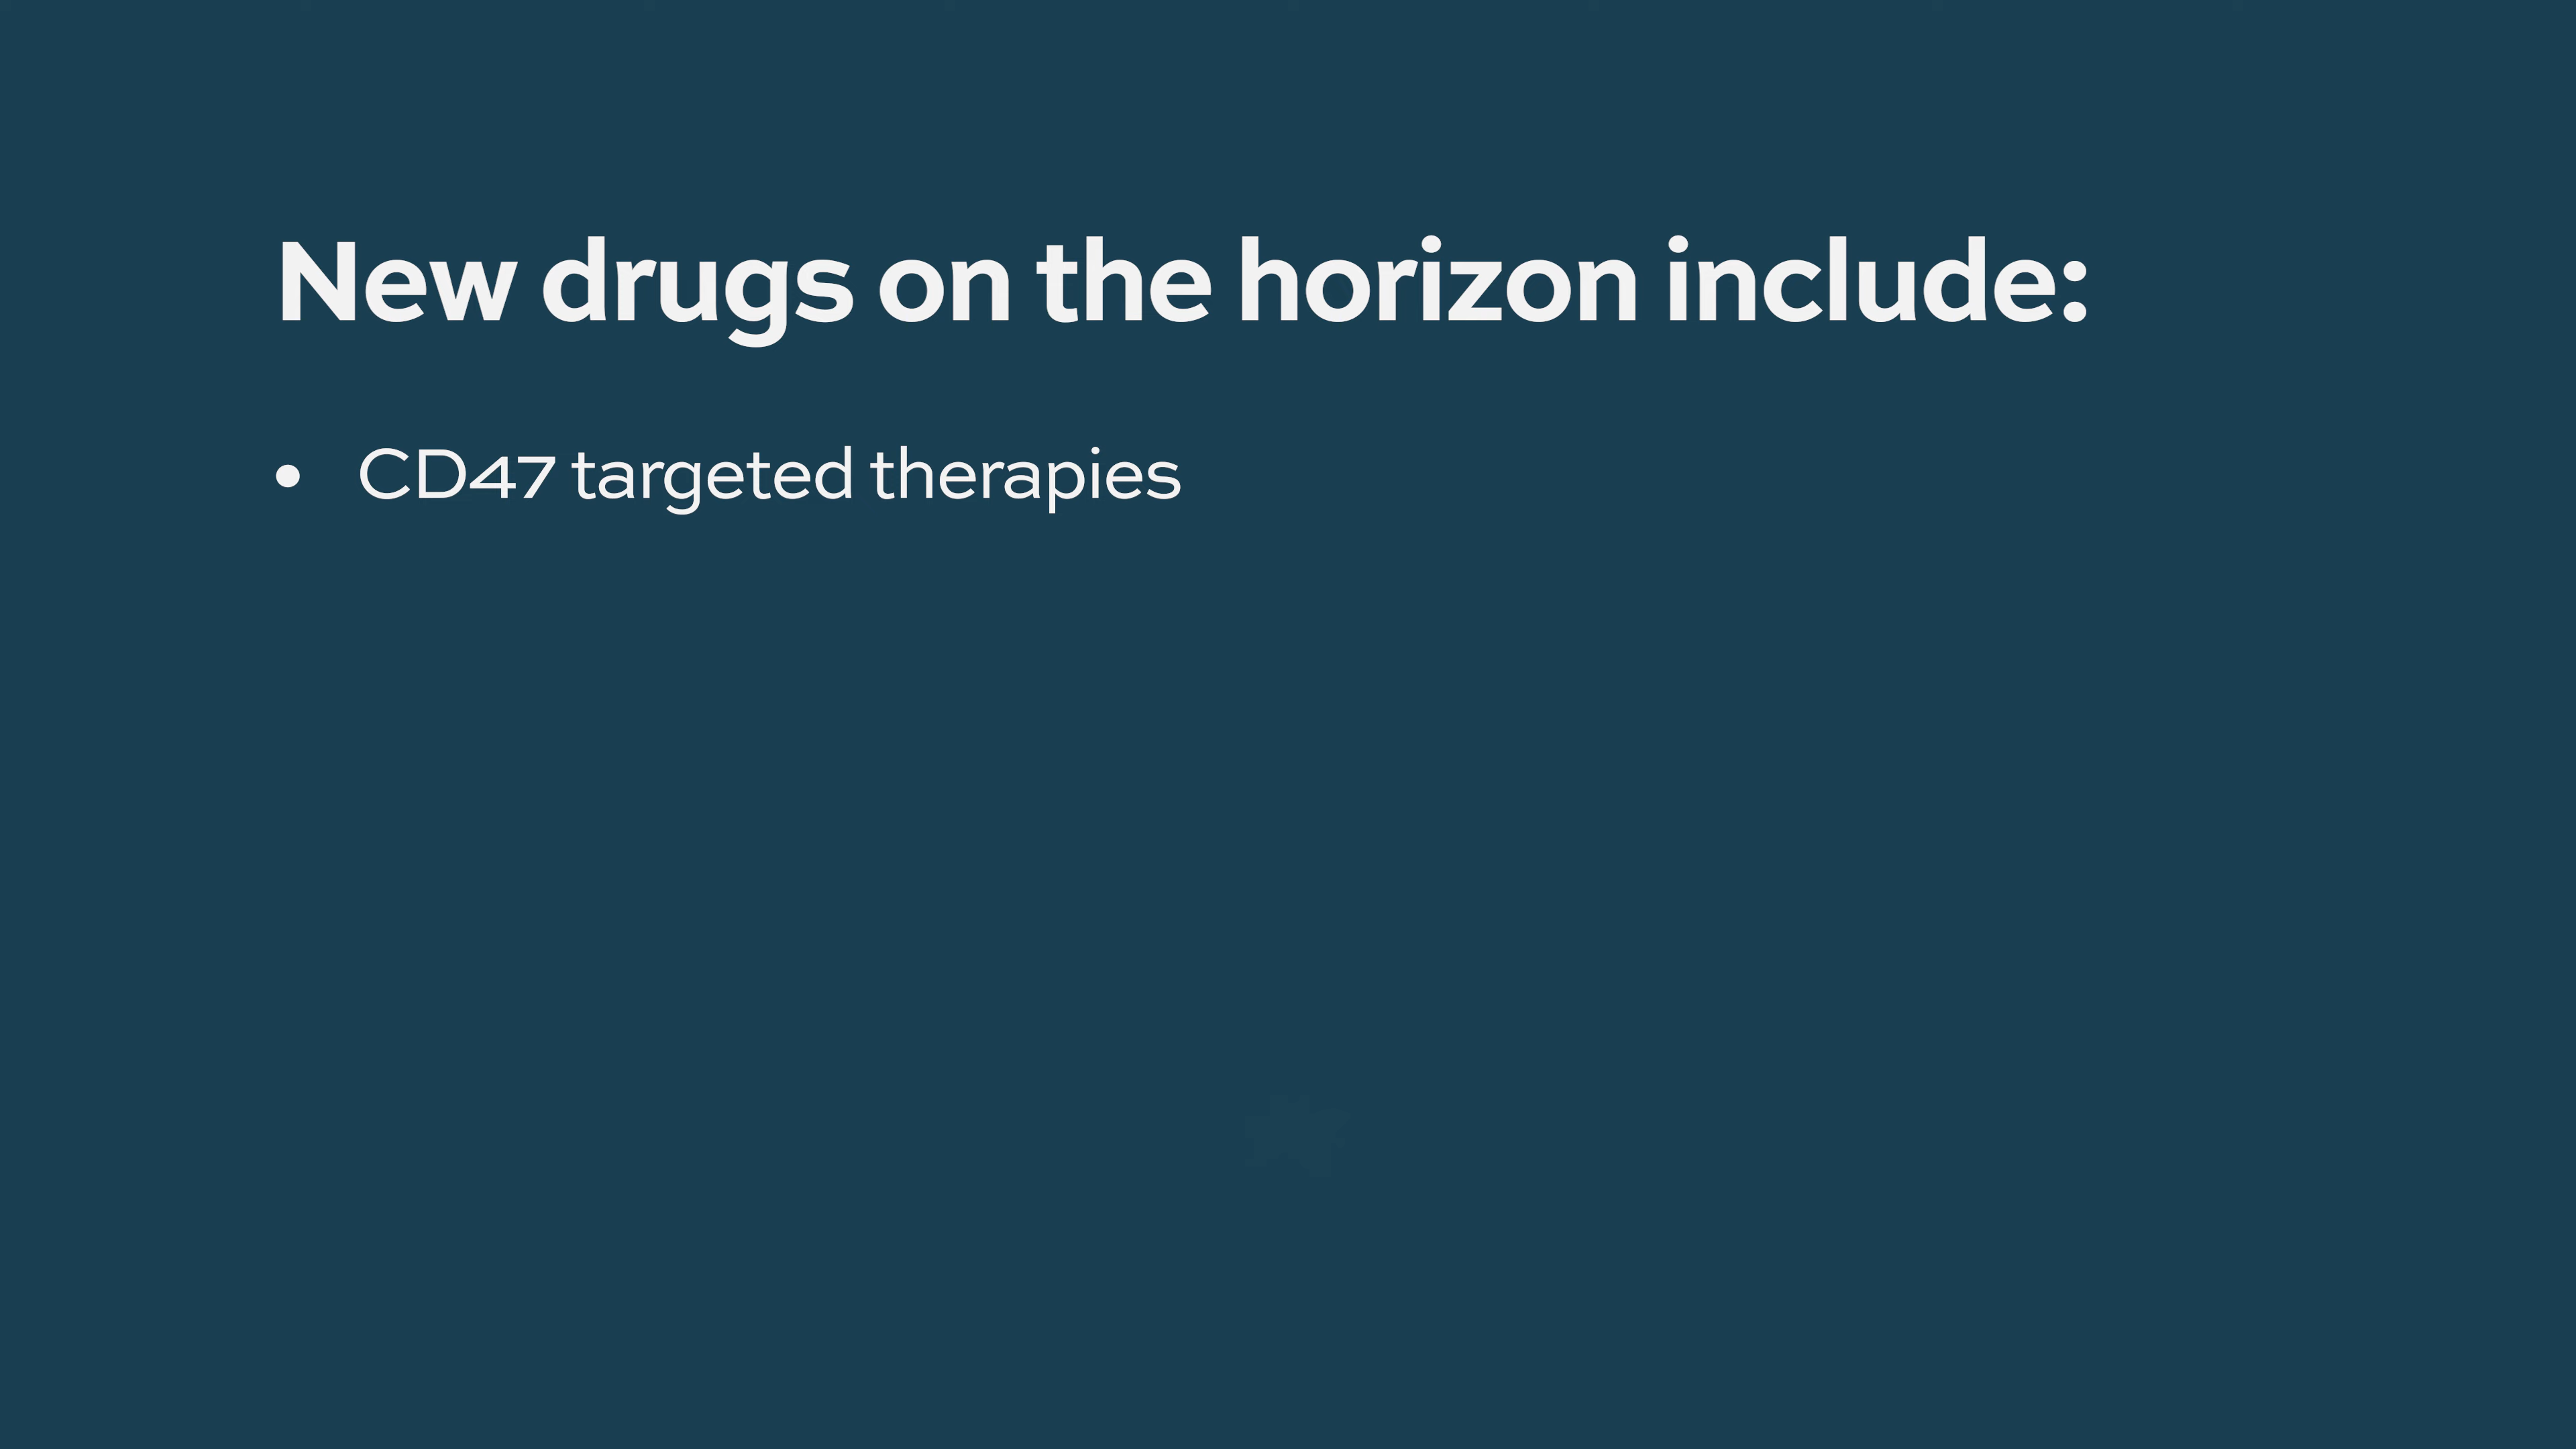 New drugs on the horizon include:
• CD47 targeted therapies